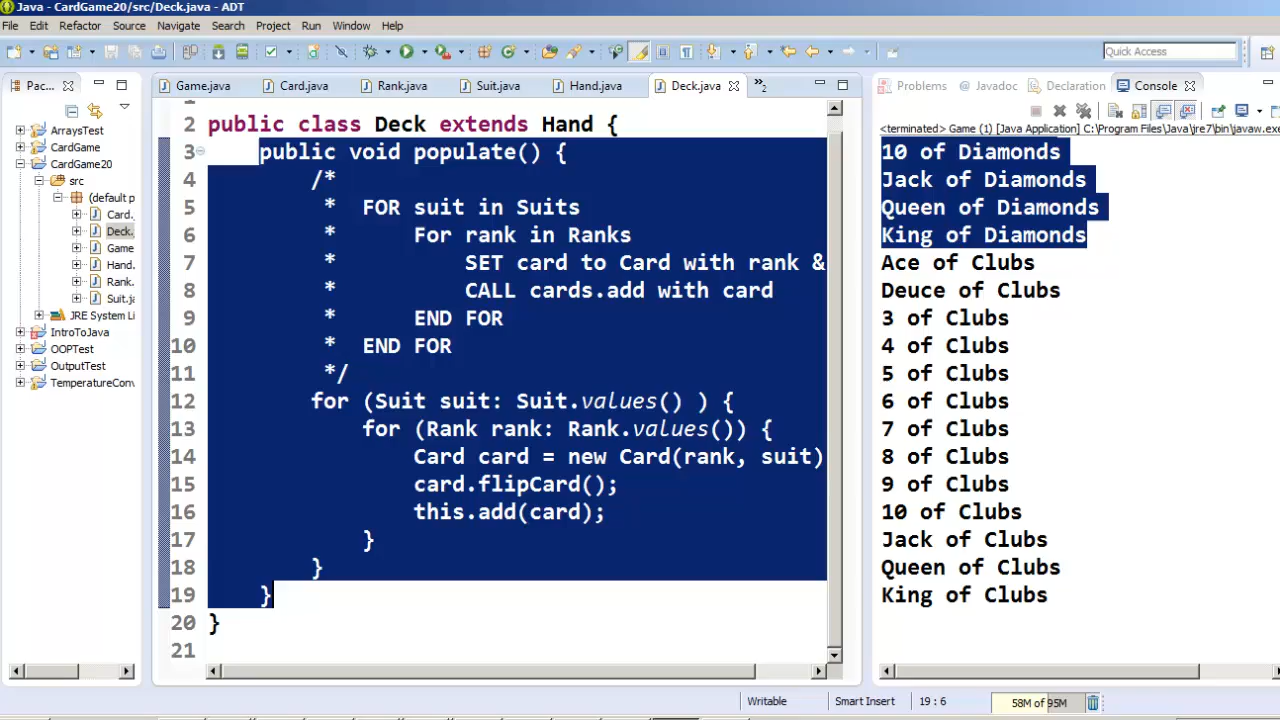 Java - CardGame20/src/Deck.java - ADT
File Edit Refactor Source Navigate Search Project Run Window Help
Quick Access
Pac...
ArraysTest
CardGame
CardGame20
src
(default p
Card.
Deck.
Game
Hand.
Rank.
Suit.ja
JRE System Li
IntroToJava
OOPTest
OutputTest
TemperatureConv
Game.java Card.java Rank.java Suit.java Hand.java Deck.java »2
2 public class Deck extends Hand {
3 public void populate() {
4 /*
5 * FOR suit in Suits
6 * For rank in Ranks
7 * SET card to Card with rank &
8 * CALL cards.add with card
9 * END FOR
10 * END FOR
11 */
12 for (Suit suit: Suit.values() ) {
13 for (Rank rank: Rank.values()) {
14 Card card = new Card(rank, suit)
15 card.flipCard();
16 this.add(card);
17 }
18 }
19 }
20 }
21
Problems @ Javadoc Declaration Console
<terminated> Game (1) [Java Application] C:\Program Files\Java\jre7\bin\javaw.exe
10 of Diamonds
Jack of Diamonds
Queen of Diamonds
King of Diamonds
Ace of Clubs
Deuce of Clubs
3 of Clubs
4 of Clubs
5 of Clubs
6 of Clubs
7 of Clubs
8 of Clubs
9 of Clubs
10 of Clubs
Jack of Clubs
Queen of Clubs
King of Clubs
Writable Smart Insert 19 : 6 58M of 95M